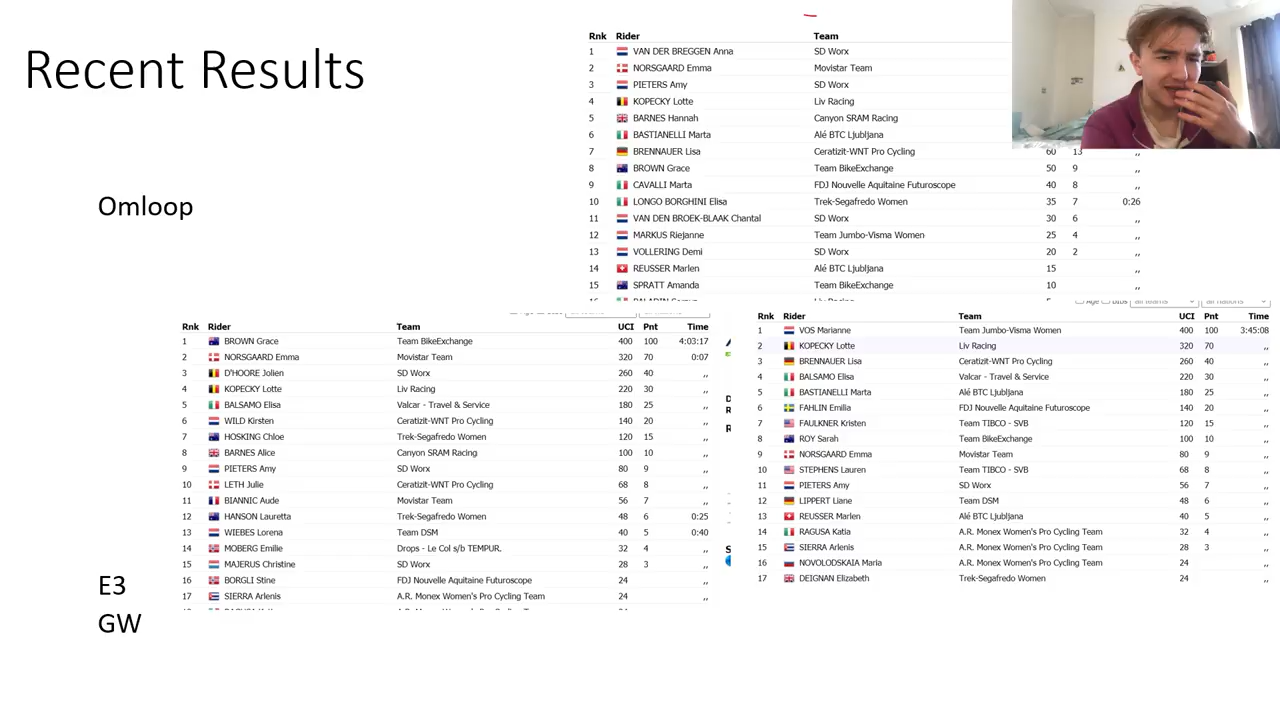 Recent Results
Rnk Rider Team
1 VAN DER BREGGEN Anna SD Worx
2 NORSGAARD Emma Movistar Team
3 PIETERS Amy SD Worx
4 KOPECKY Lotte Liv Racing
5 BARNES Hannah Canyon SRAM Racing
6 BASTIANELLI Marta Alé BTC Ljubljana
7 BRENNAUER Lisa Ceratizit-WNT Pro Cycling 60 13 ,,
8 BROWN Grace Team BikeExchange 50 9 ,,
9 CAVALLI Marta FDJ Nouvelle Aquitaine Futuroscope 40 8 ,,
10 LONGO BORGHINI Elisa Trek-Segafredo Women 35 7 0:26
11 VAN DEN BROEK-BLAAK Chantal SD Worx 30 6 ,,
12 MARKUS Riejanne Team Jumbo-Visma Women 25 4 ,,
13 VOLLERING Demi SD Worx 20 2 ,,
14 REUSSER Marlen Alé BTC Ljubljana 15 ,,
15 SPRATT Amanda Team BikeExchange 10 ,,
Omloop
Rnk Rider Team UCI Pnt Time
1 BROWN Grace Team BikeExchange 400 100 4:03:17
2 NORSGAARD Emma Movistar Team 320 70 0:07
3 D'HOORE Jolien SD Worx 260 40 ,,
4 KOPECKY Lotte Liv Racing 220 30 ,,
5 BALSAMO Elisa Valcar - Travel & Service 180 25 ,,
6 WILD Kirsten Ceratizit-WNT Pro Cycling 140 20 ,,
7 HOSKING Chloe Trek-Segafredo Women 120 15 ,,
8 BARNES Alice Canyon SRAM Racing 100 10 ,,
9 PIETERS Amy SD Worx 80 9 ,,
10 LETH Julie Ceratizit-WNT Pro Cycling 68 8 ,,
11 BIANNIC Aude Movistar Team 56 7 ,,
12 HANSON Lauretta Trek-Segafredo Women 48 6 0:25
13 WIEBES Lorena Team DSM 40 5 0:40
14 MOBERG Emilie Drops - Le Col s/b TEMPUR. 32 4 ,,
15 MAJERUS Christine SD Worx 28 3 ,,
16 BORGLI Stine FDJ Nouvelle Aquitaine Futuroscope 24 ,,
17 SIERRA Arlenis A.R. Monex Women's Pro Cycling Team 24 ,,
Rnk Rider Team UCI Pnt Time
1 VOS Marianne Team Jumbo-Visma Women 400 100 3:45:08
2 KOPECKY Lotte Liv Racing 320 70 ,,
3 BRENNAUER Lisa Ceratizit-WNT Pro Cycling 260 40 ,,
4 BALSAMO Elisa Valcar - Travel & Service 220 30 ,,
5 BASTIANELLI Marta Alé BTC Ljubljana 180 25 ,,
6 FAHLIN Emilia FDJ Nouvelle Aquitaine Futuroscope 140 20 ,,
7 FAULKNER Kristen Team TIBCO - SVB 120 15 ,,
8 ROY Sarah Team BikeExchange 100 10 ,,
9 NORSGAARD Emma Movistar Team 80 9 ,,
10 STEPHENS Lauren Team TIBCO - SVB 68 8 ,,
11 PIETERS Amy SD Worx 56 7 ,,
12 LIPPERT Liane Team DSM 48 6 ,,
13 REUSSER Marlen Alé BTC Ljubljana 40 5 ,,
14 RAGUSA Katia A.R. Monex Women's Pro Cycling Team 32 4 ,,
15 SIERRA Arlenis A.R. Monex Women's Pro Cycling Team 28 3 ,,
16 NOVOLODSKAIA Maria A.R. Monex Women's Pro Cycling Team 24 ,,
17 DEIGNAN Elizabeth Trek-Segafredo Women 24 ,,
E3
GW